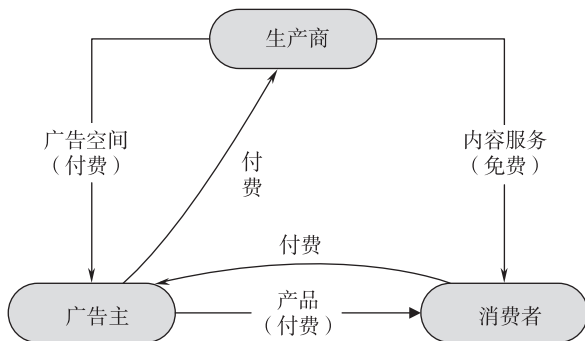 生产商
广告空间
（付费）
付
费
内容服务
（免费）
付费
广告主
产品
（付费）
消费者